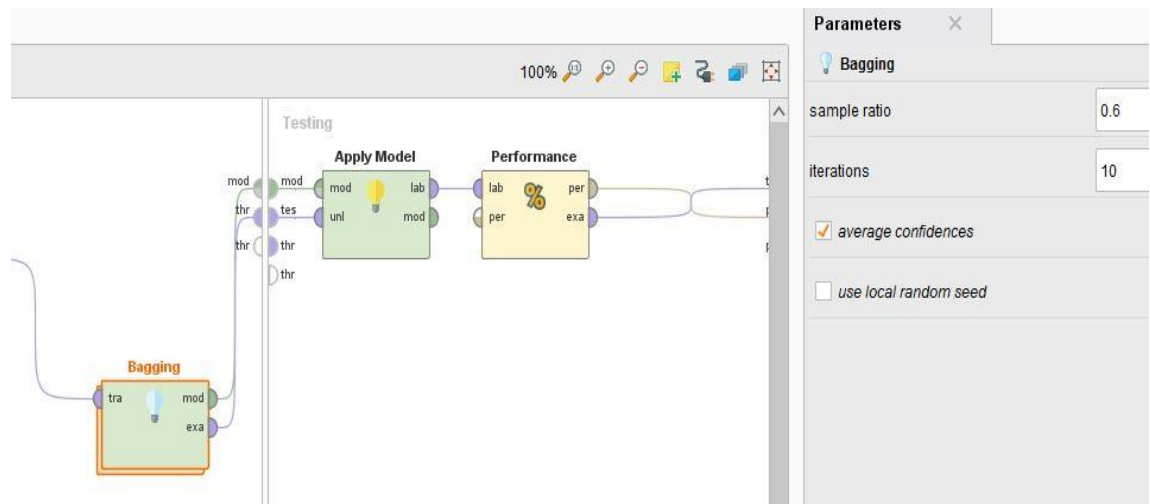 Parameters
Bagging
sample ratio 0.6
iterations 10
average confidences
use local random seed
100%
Testing
Apply Model Performance
mod mod mod lab lab % per
thr tes unl mod per exa
thr thr
thr
Bagging
tra mod
exa